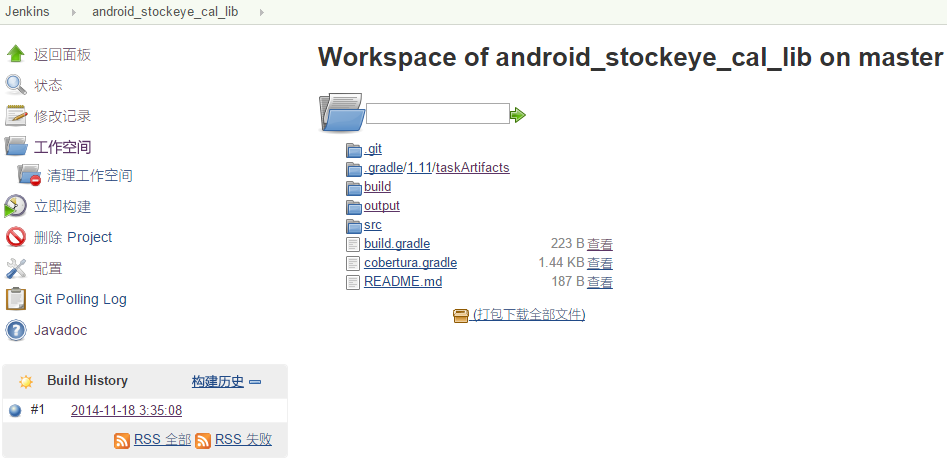 Jenkins android_stockeye_cal_lib
返回面板
状态
修改记录
工作空间
清理工作空间
立即构建
删除 Project
配置
Git Polling Log
Javadoc
Build History 构建历史
#1 2014-11-18 3:35:08
RSS 全部 RSS 失败
Workspace of android_stockeye_cal_lib on master
.git
.gradle/1.11/taskArtifacts
build
output
src
build.gradle 223 B 查看
cobertura.gradle 1.44 KB 查看
README.md 187 B 查看
(打包下载全部文件)